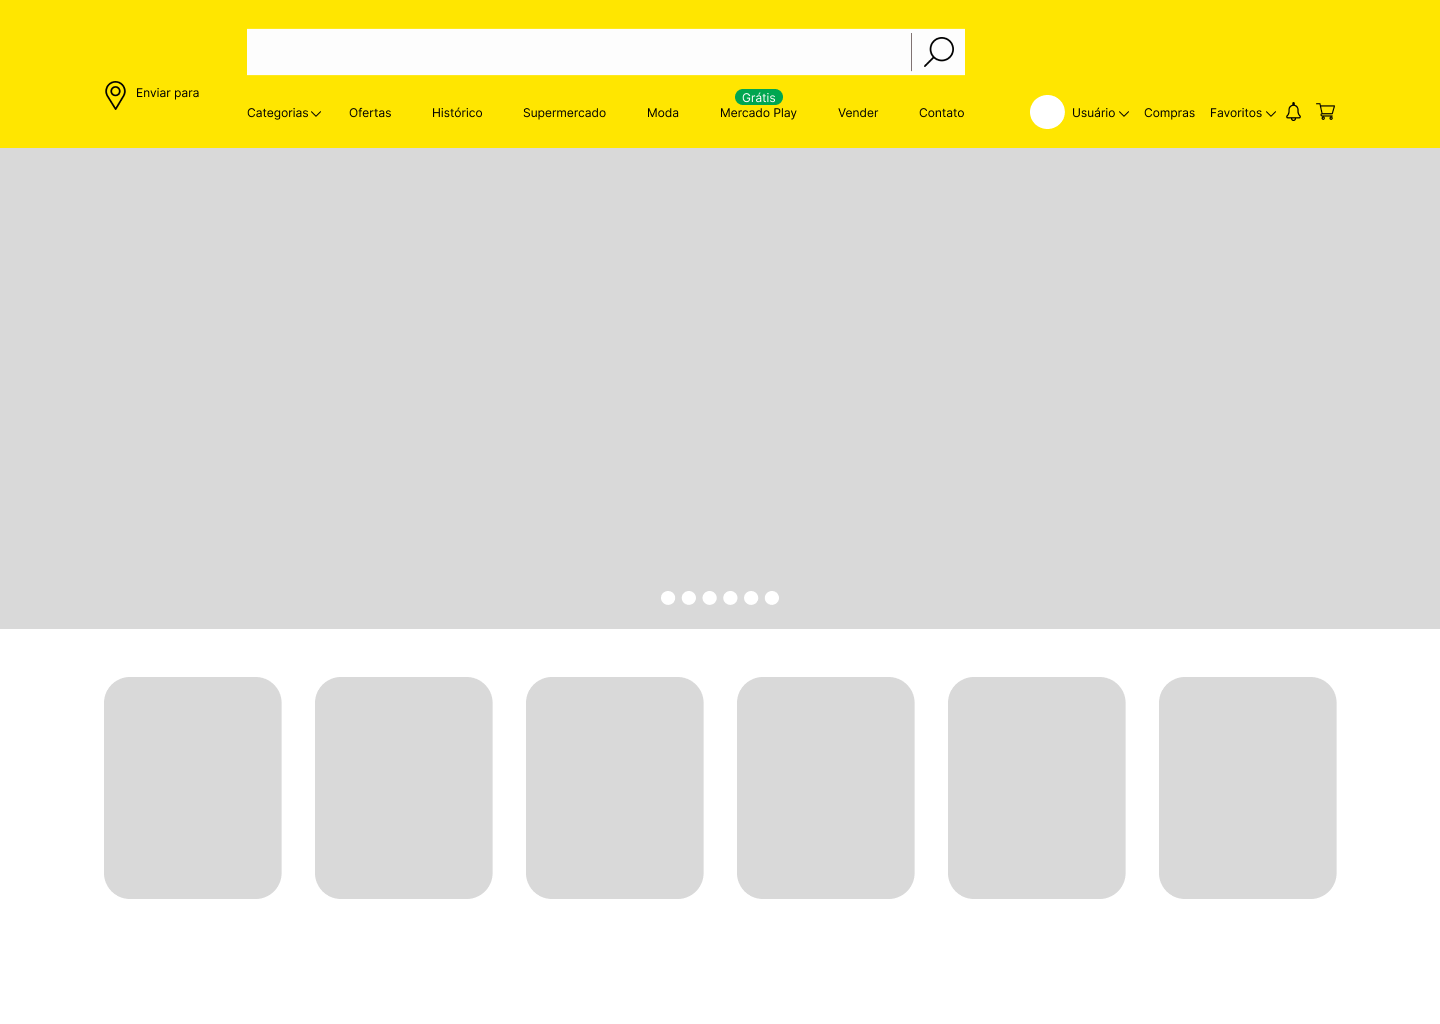 Enviar para
Grátis
Categorias Ofertas Histórico Supermercado Moda Mercado Play Vender Contato Usuário Compras Favoritos